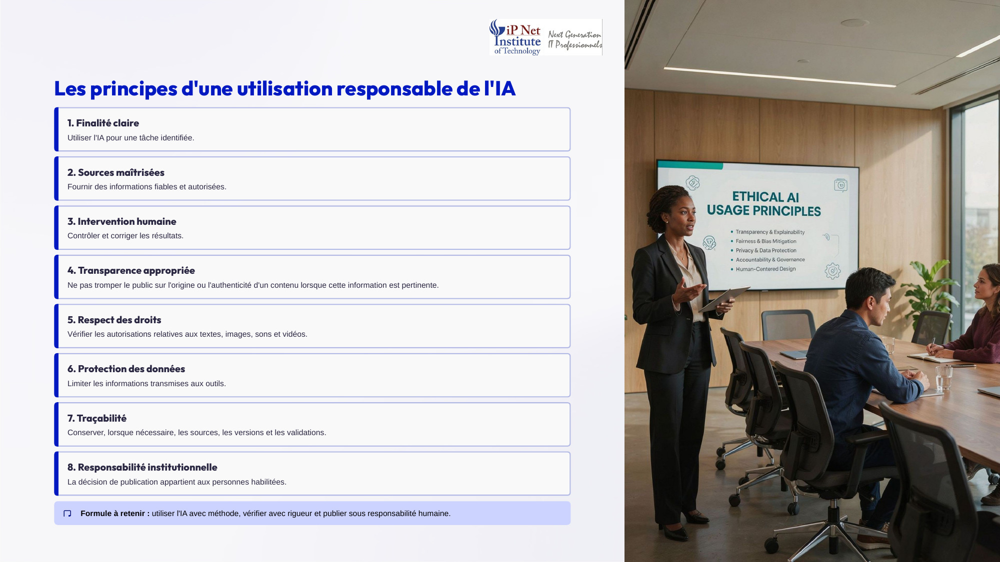 iP Net
Institute
of Technology
Next Generation
IT Professionnels
Les principes d'une utilisation responsable de l'IA
1. Finalité claire
Utiliser l'IA pour une tâche identifiée.
2. Sources maîtrisées
Fournir des informations fiables et autorisées.
3. Intervention humaine
Contrôler et corriger les résultats.
4. Transparence appropriée
Ne pas tromper le public sur l'origine ou l'authenticité d'un contenu lorsque cette information est pertinente.
5. Respect des droits
Vérifier les autorisations relatives aux textes, images, sons et vidéos.
6. Protection des données
Limiter les informations transmises aux outils.
7. Traçabilité
Conserver, lorsque nécessaire, les sources, les versions et les validations.
8. Responsabilité institutionnelle
La décision de publication appartient aux personnes habilitées.
Formule à retenir : utiliser l'IA avec méthode, vérifier avec rigueur et publier sous responsabilité humaine.
ETHICAL AI
USAGE PRINCIPLES
• Transparency & Explainability
• Fairness & Bias Mitigation
• Privacy & Data Protection
• Accountability & Governance
• Human-Centered Design